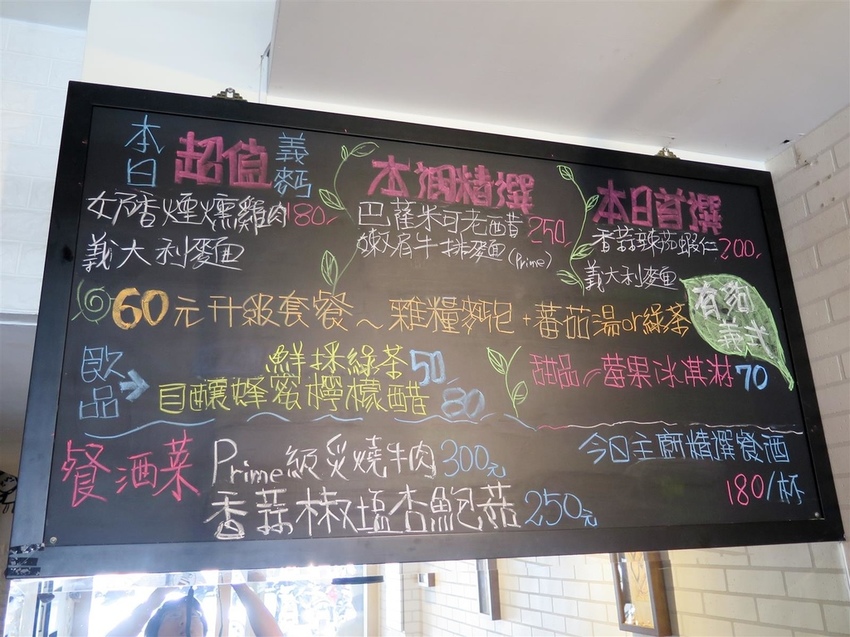 本日 超值 義麵
奶香煙燻雞肉 180
義大利麵
本週精選
巴薩米可老醋 250
嫩肩牛排麵(Prime)
本日首選
香蒜辣茄蝦仁 200
義大利麵
60元升級套餐～雜糧麵包+蕃茄湯or綠茶
有夠
義式
飲品→
鮮採綠茶 50
自釀蜂蜜檸檬醋 80
甜品／莓果冰淇淋 70
餐酒菜
Prime級炙燒牛肉 300元
香蒜椒塩杏鮑菇 250元
今日主廚精選餐酒
180/杯